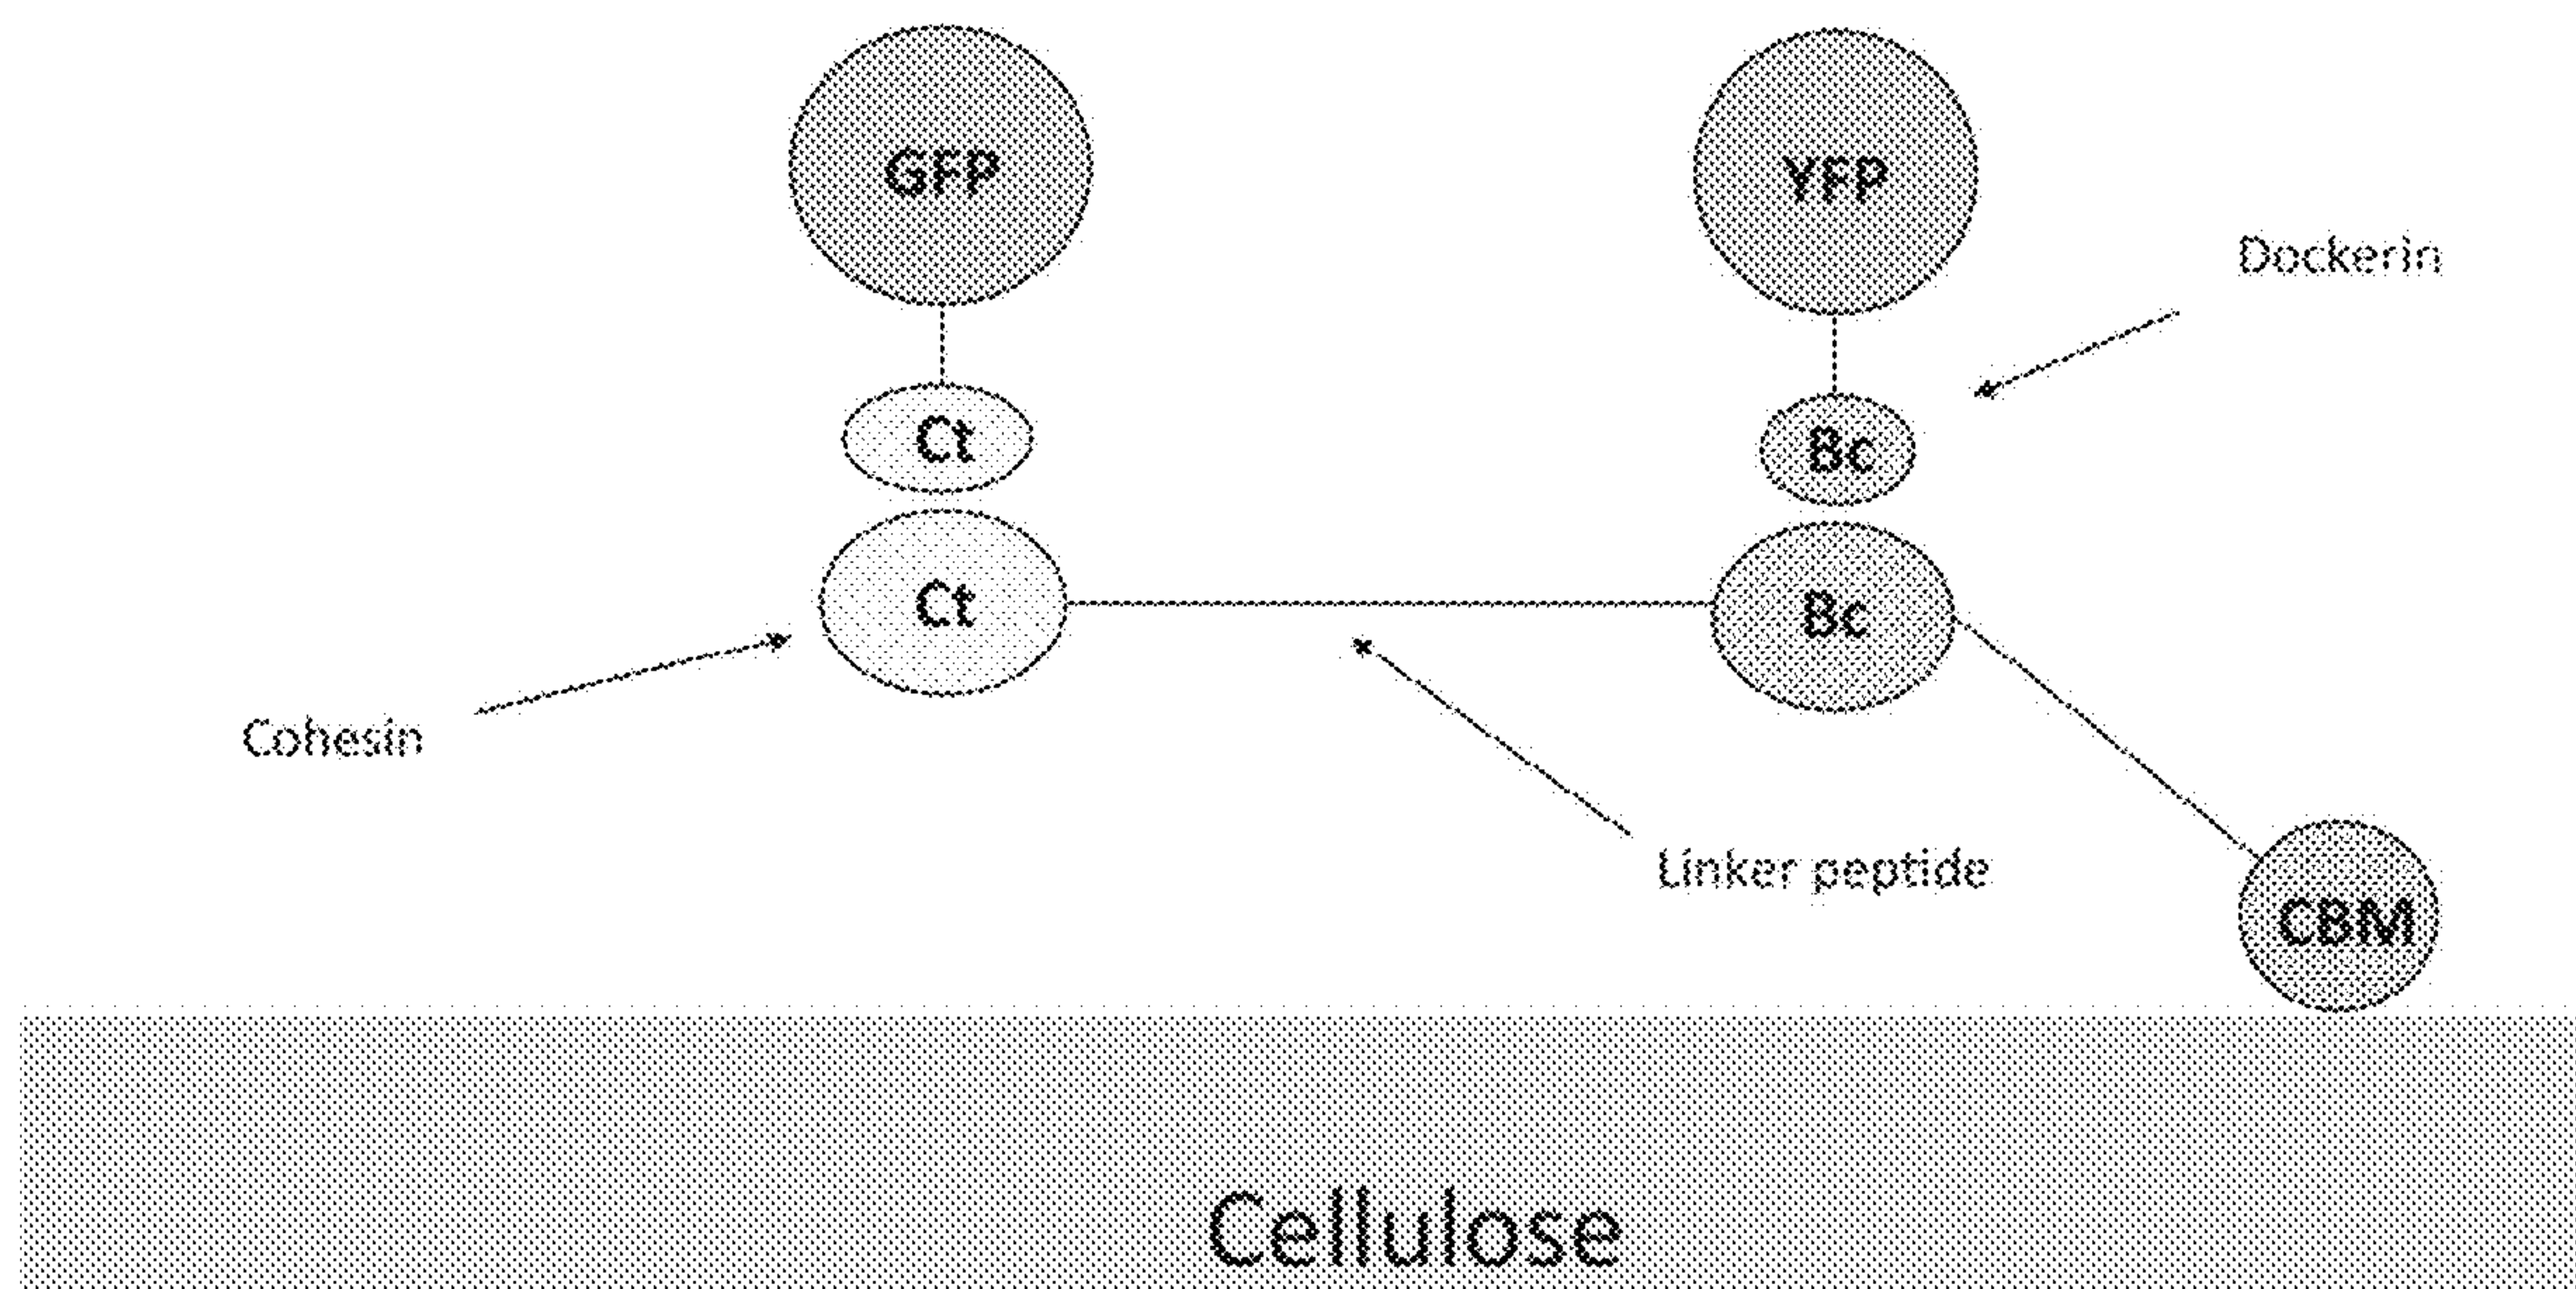 GFP
YFP
Dockerin
Ct
Bc
Ct
Bc
Cohesin
Linker peptide
CBM
Cellulose